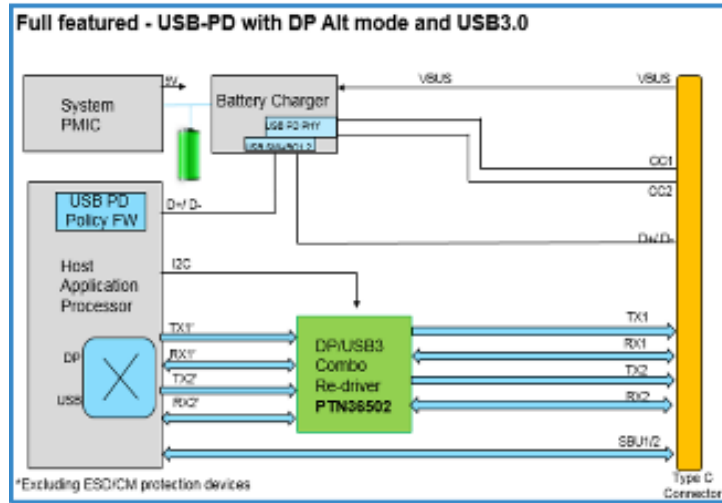 Full featured - USB-PD with DP Alt mode and USB3.0
System
PMIC
5V
Battery Charger
USB PD PHY
VBUS
VBUS
CC1
CC2
USB PD
Policy FW
D+/ D-
D+/ D-
Host
Application
Processor
I2C
DP
USB
TX1'
RX1'
TX2'
RX2'
DP/USB3
Combo
Re-driver
PTN36502
TX1
RX1
TX2
RX2
SBU1/2
*Excluding ESD/CM protection devices
Type C
Connector